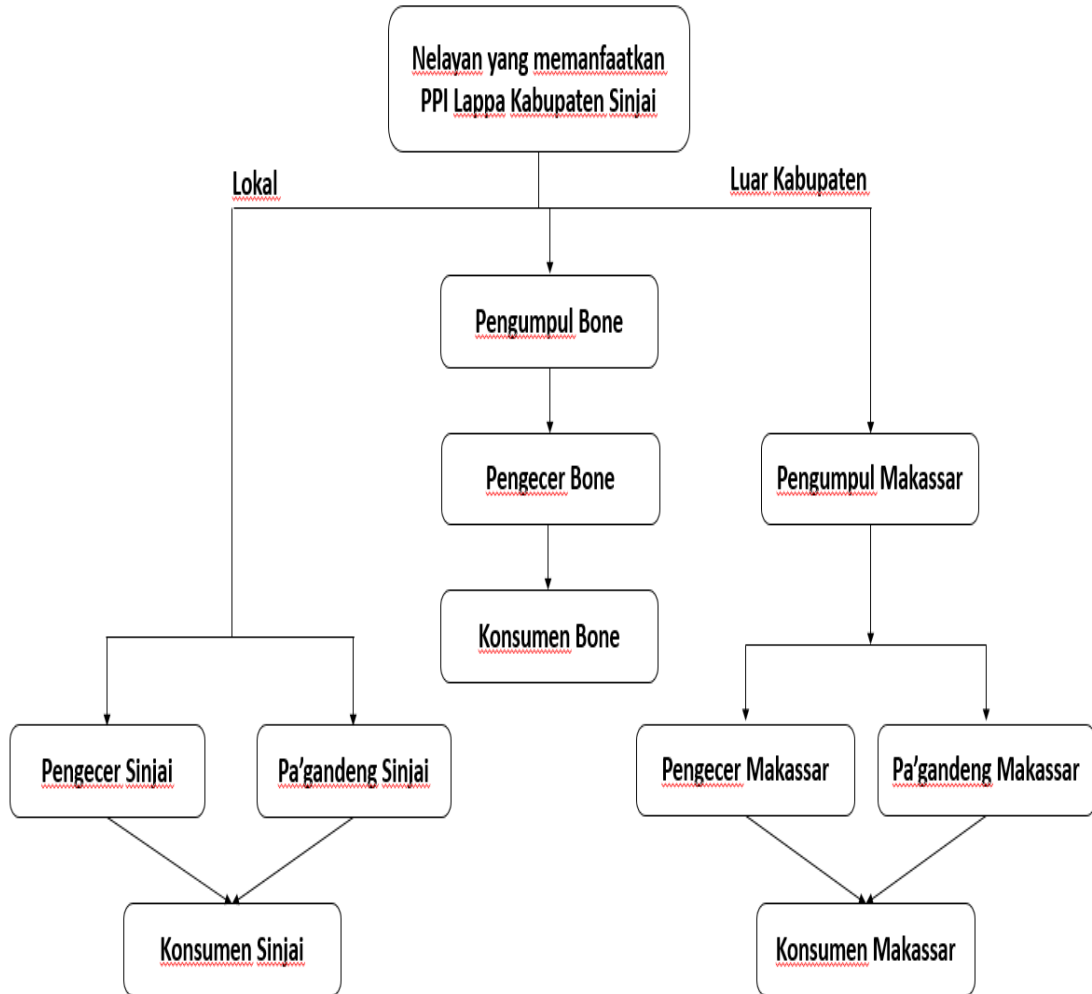 Nelayan yang memanfaatkan
PPI Lappa Kabupaten Sinjai
Lokal
Luar Kabupaten
Pengumpul Bone
Pengecer Bone
Pengumpul Makassar
Konsumen Bone
Pengecer Sinjai
Pa’gandeng Sinjai
Pengecer Makassar
Pa’gandeng Makassar
Konsumen Sinjai
Konsumen Makassar